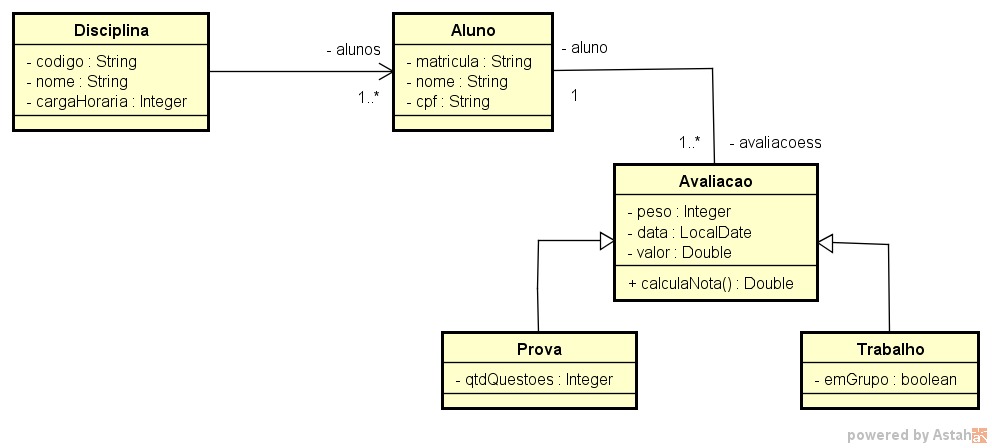 Disciplina
- codigo : String
- nome : String
- cargaHoraria : Integer
- alunos
1..*
Aluno
- matricula : String
- nome : String
- cpf : String
- aluno
1
1..*
- avaliacoess
Avaliacao
- peso : Integer
- data : LocalDate
- valor : Double
+ calculaNota() : Double
Prova
- qtdQuestoes : Integer
Trabalho
- emGrupo : boolean
powered by Astah